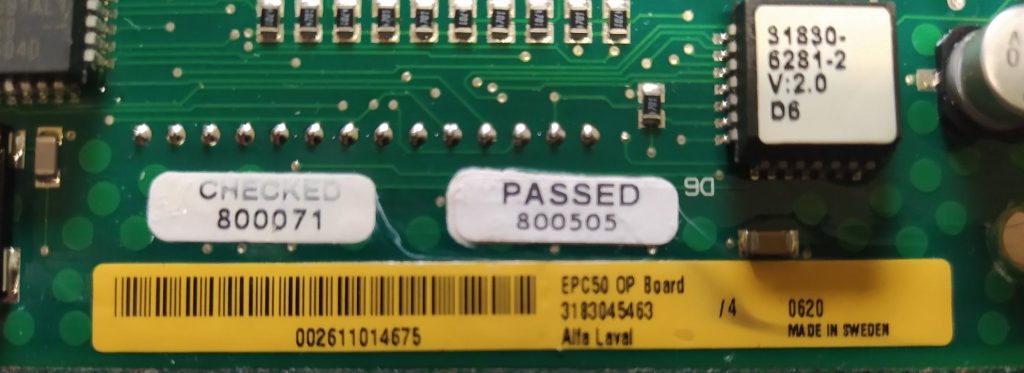 31830-
6281-2
V:2.0
D6
CHECKED
800071
PASSED
800505
D6
002611014675
EPC50 OP Board
3183045463
Alfa Laval
/4
0620
MADE IN SWEDEN